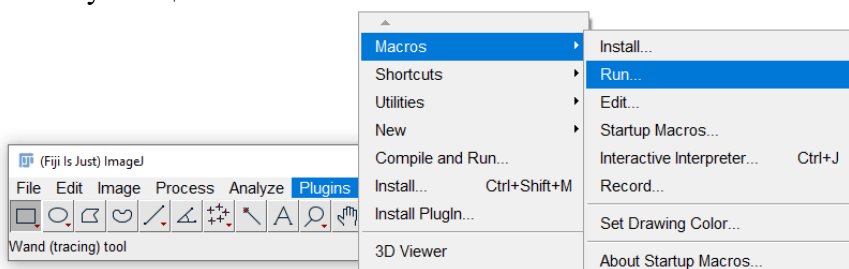 (Fiji Is Just) ImageJ
File Edit Image Process Analyze Plugins
Wand (tracing) tool
Macros
Shortcuts
Utilities
New
Compile and Run...
Install... Ctrl+Shift+M
Install PlugIn...
3D Viewer
Install...
Run...
Edit...
Startup Macros...
Interactive Interpreter... Ctrl+J
Record...
Set Drawing Color...
About Startup Macros...